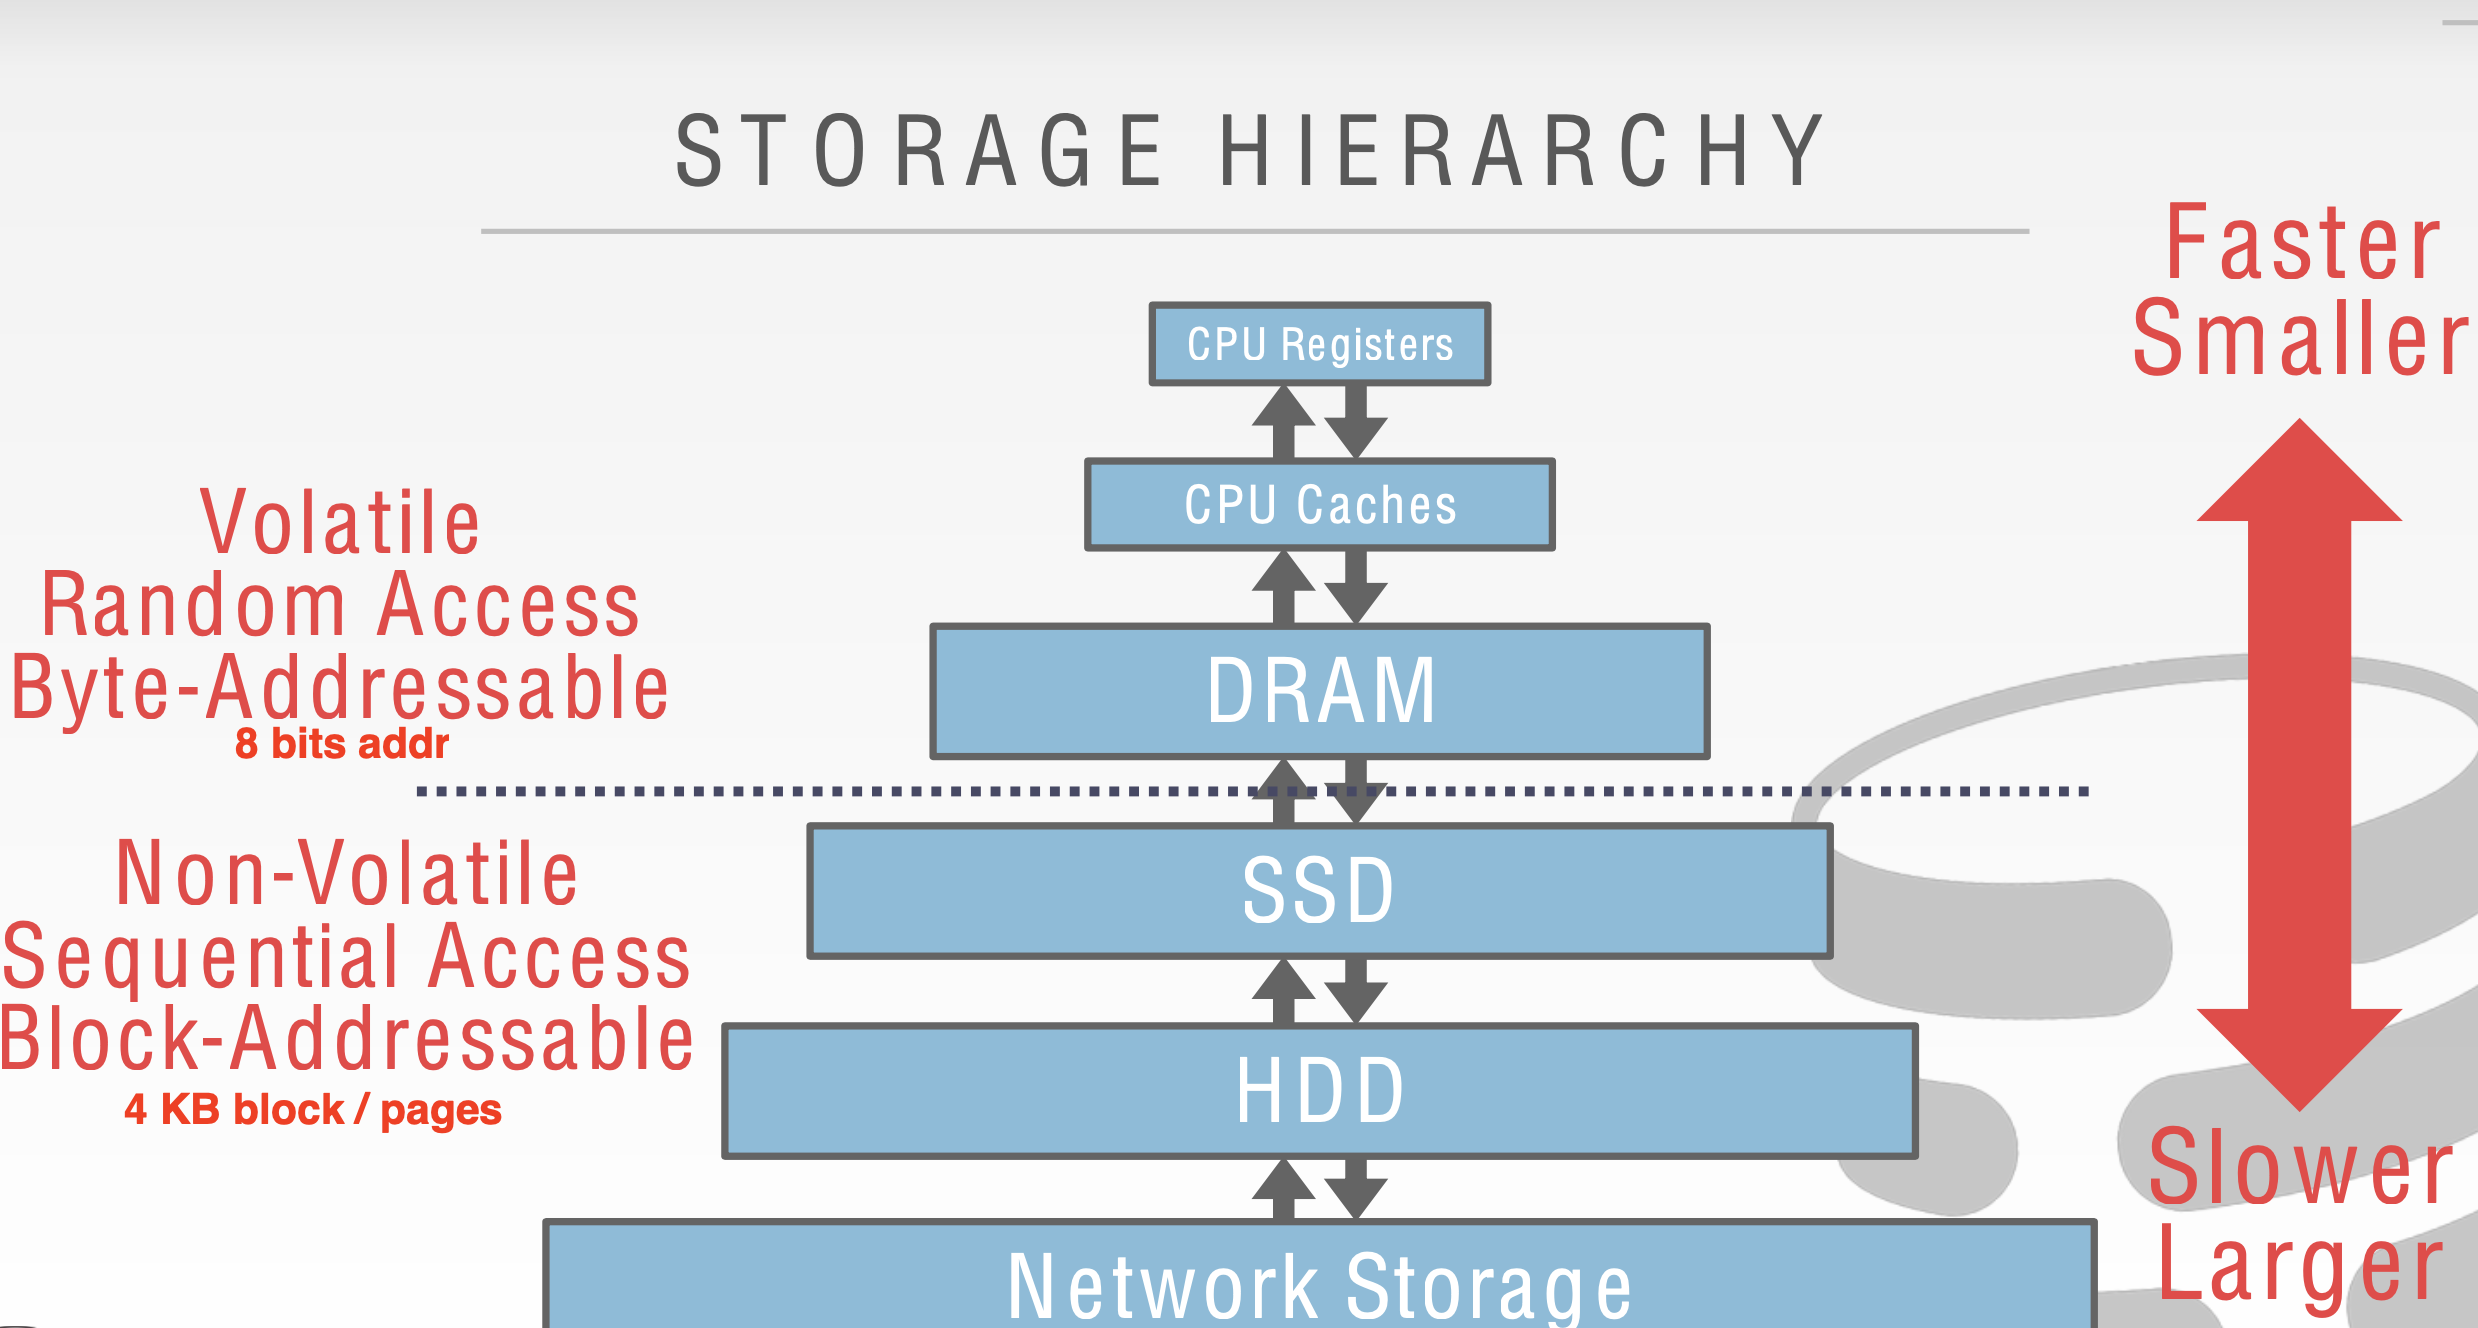 STORAGE HIERARCHY
Faster
Smaller
CPU Registers
CPU Caches
Volatile
Random Access
Byte-Addressable
8 bits addr
DRAM
Non-Volatile
Sequential Access
Block-Addressable
4 KB block / pages
SSD
HDD
Slower
Larger
Network Storage